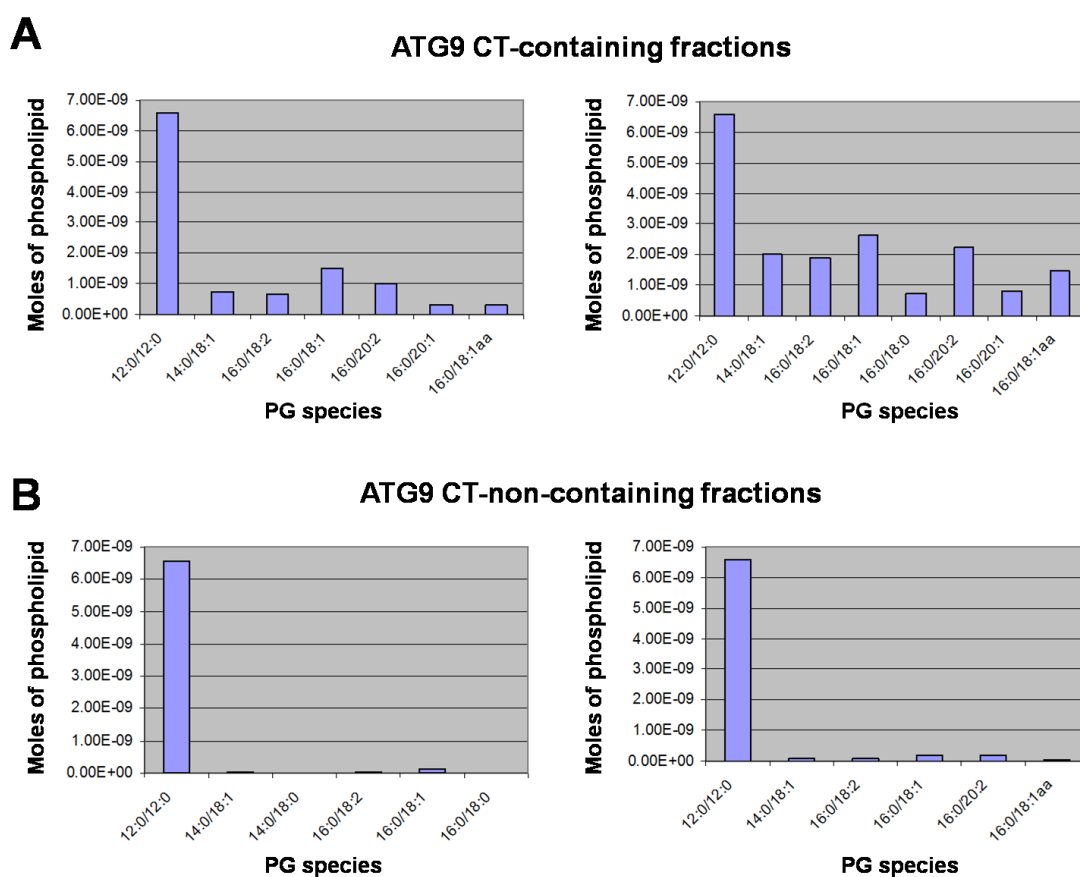 A
ATG9 CT-containing fractions
Moles of phospholipid
7.00E-09
6.00E-09
5.00E-09
4.00E-09
3.00E-09
2.00E-09
1.00E-09
0.00E+00
12:0/12:0
14:0/18:1
16:0/18:2
16:0/18:1
16:0/20:2
16:0/20:1
16:0/18:1aa
PG species
Moles of phospholipid
7.00E-09
6.00E-09
5.00E-09
4.00E-09
3.00E-09
2.00E-09
1.00E-09
0.00E+00
12:0/12:0
14:0/18:1
16:0/18:2
16:0/18:1
16:0/18:0
16:0/20:2
16:0/20:1
16:0/18:1aa
PG species
B
ATG9 CT-non-containing fractions
Moles of phospholipid
7.00E-09
6.00E-09
5.00E-09
4.00E-09
3.00E-09
2.00E-09
1.00E-09
0.00E+00
12:0/12:0
14:0/18:1
14:0/18:0
16:0/18:2
16:0/18:1
16:0/18:0
PG species
Moles of phospholipid
7.00E-09
6.00E-09
5.00E-09
4.00E-09
3.00E-09
2.00E-09
1.00E-09
0.00E+00
12:0/12:0
14:0/18:1
16:0/18:2
16:0/18:1
16:0/20:2
16:0/18:1aa
PG species